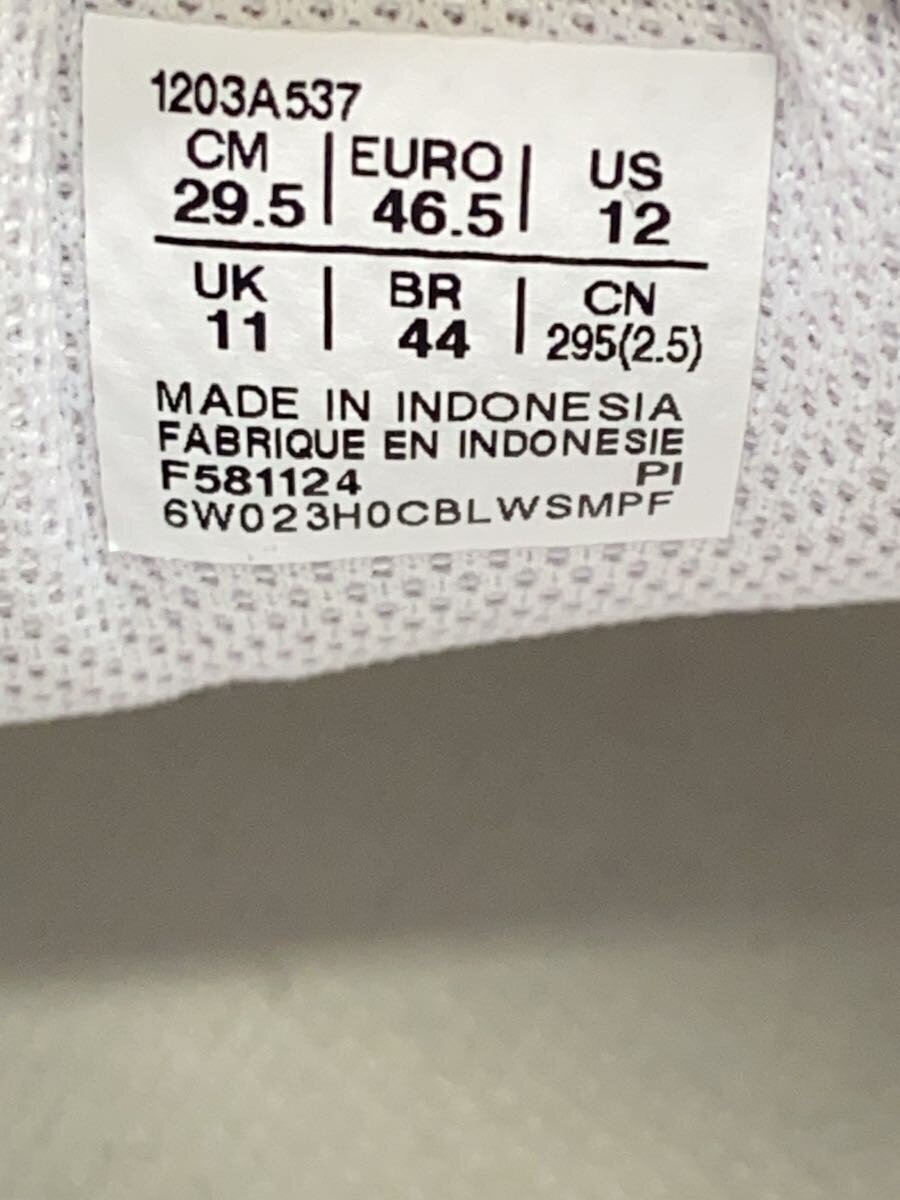 1203A537
CM | EURO | US
29.5 | 46.5 | 12
UK | BR | CN
11 | 44 | 295(2.5)
MADE IN INDONESIA
FABRIQUE EN INDONESIE
F581124 PI
6W023H0CBLWSMPF